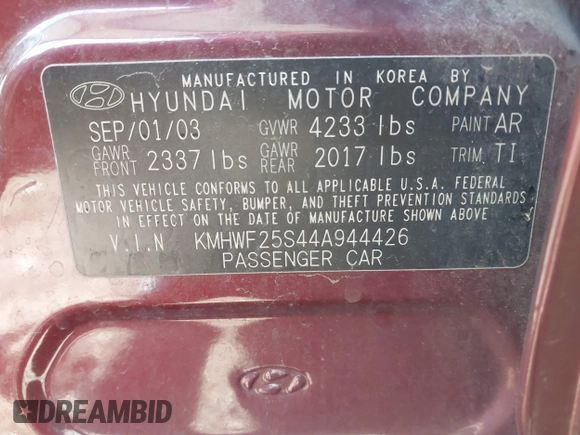 MANUFACTURED IN KOREA BY
HYUNDAI MOTOR COMPANY
SEP/01/03 GVWR 4233 lbs PAINT AR
GAWR FRONT 2337 lbs GAWR REAR 2017 lbs TRIM TI
THIS VEHICLE CONFORMS TO ALL APPLICABLE U.S.A. FEDERAL
MOTOR VEHICLE SAFETY, BUMPER, AND THEFT PREVENTION STANDARDS
IN EFFECT ON THE DATE OF MANUFACTURE SHOWN ABOVE
V.I.N KMHWF25S44A944426
PASSENGER CAR
DREAMBID